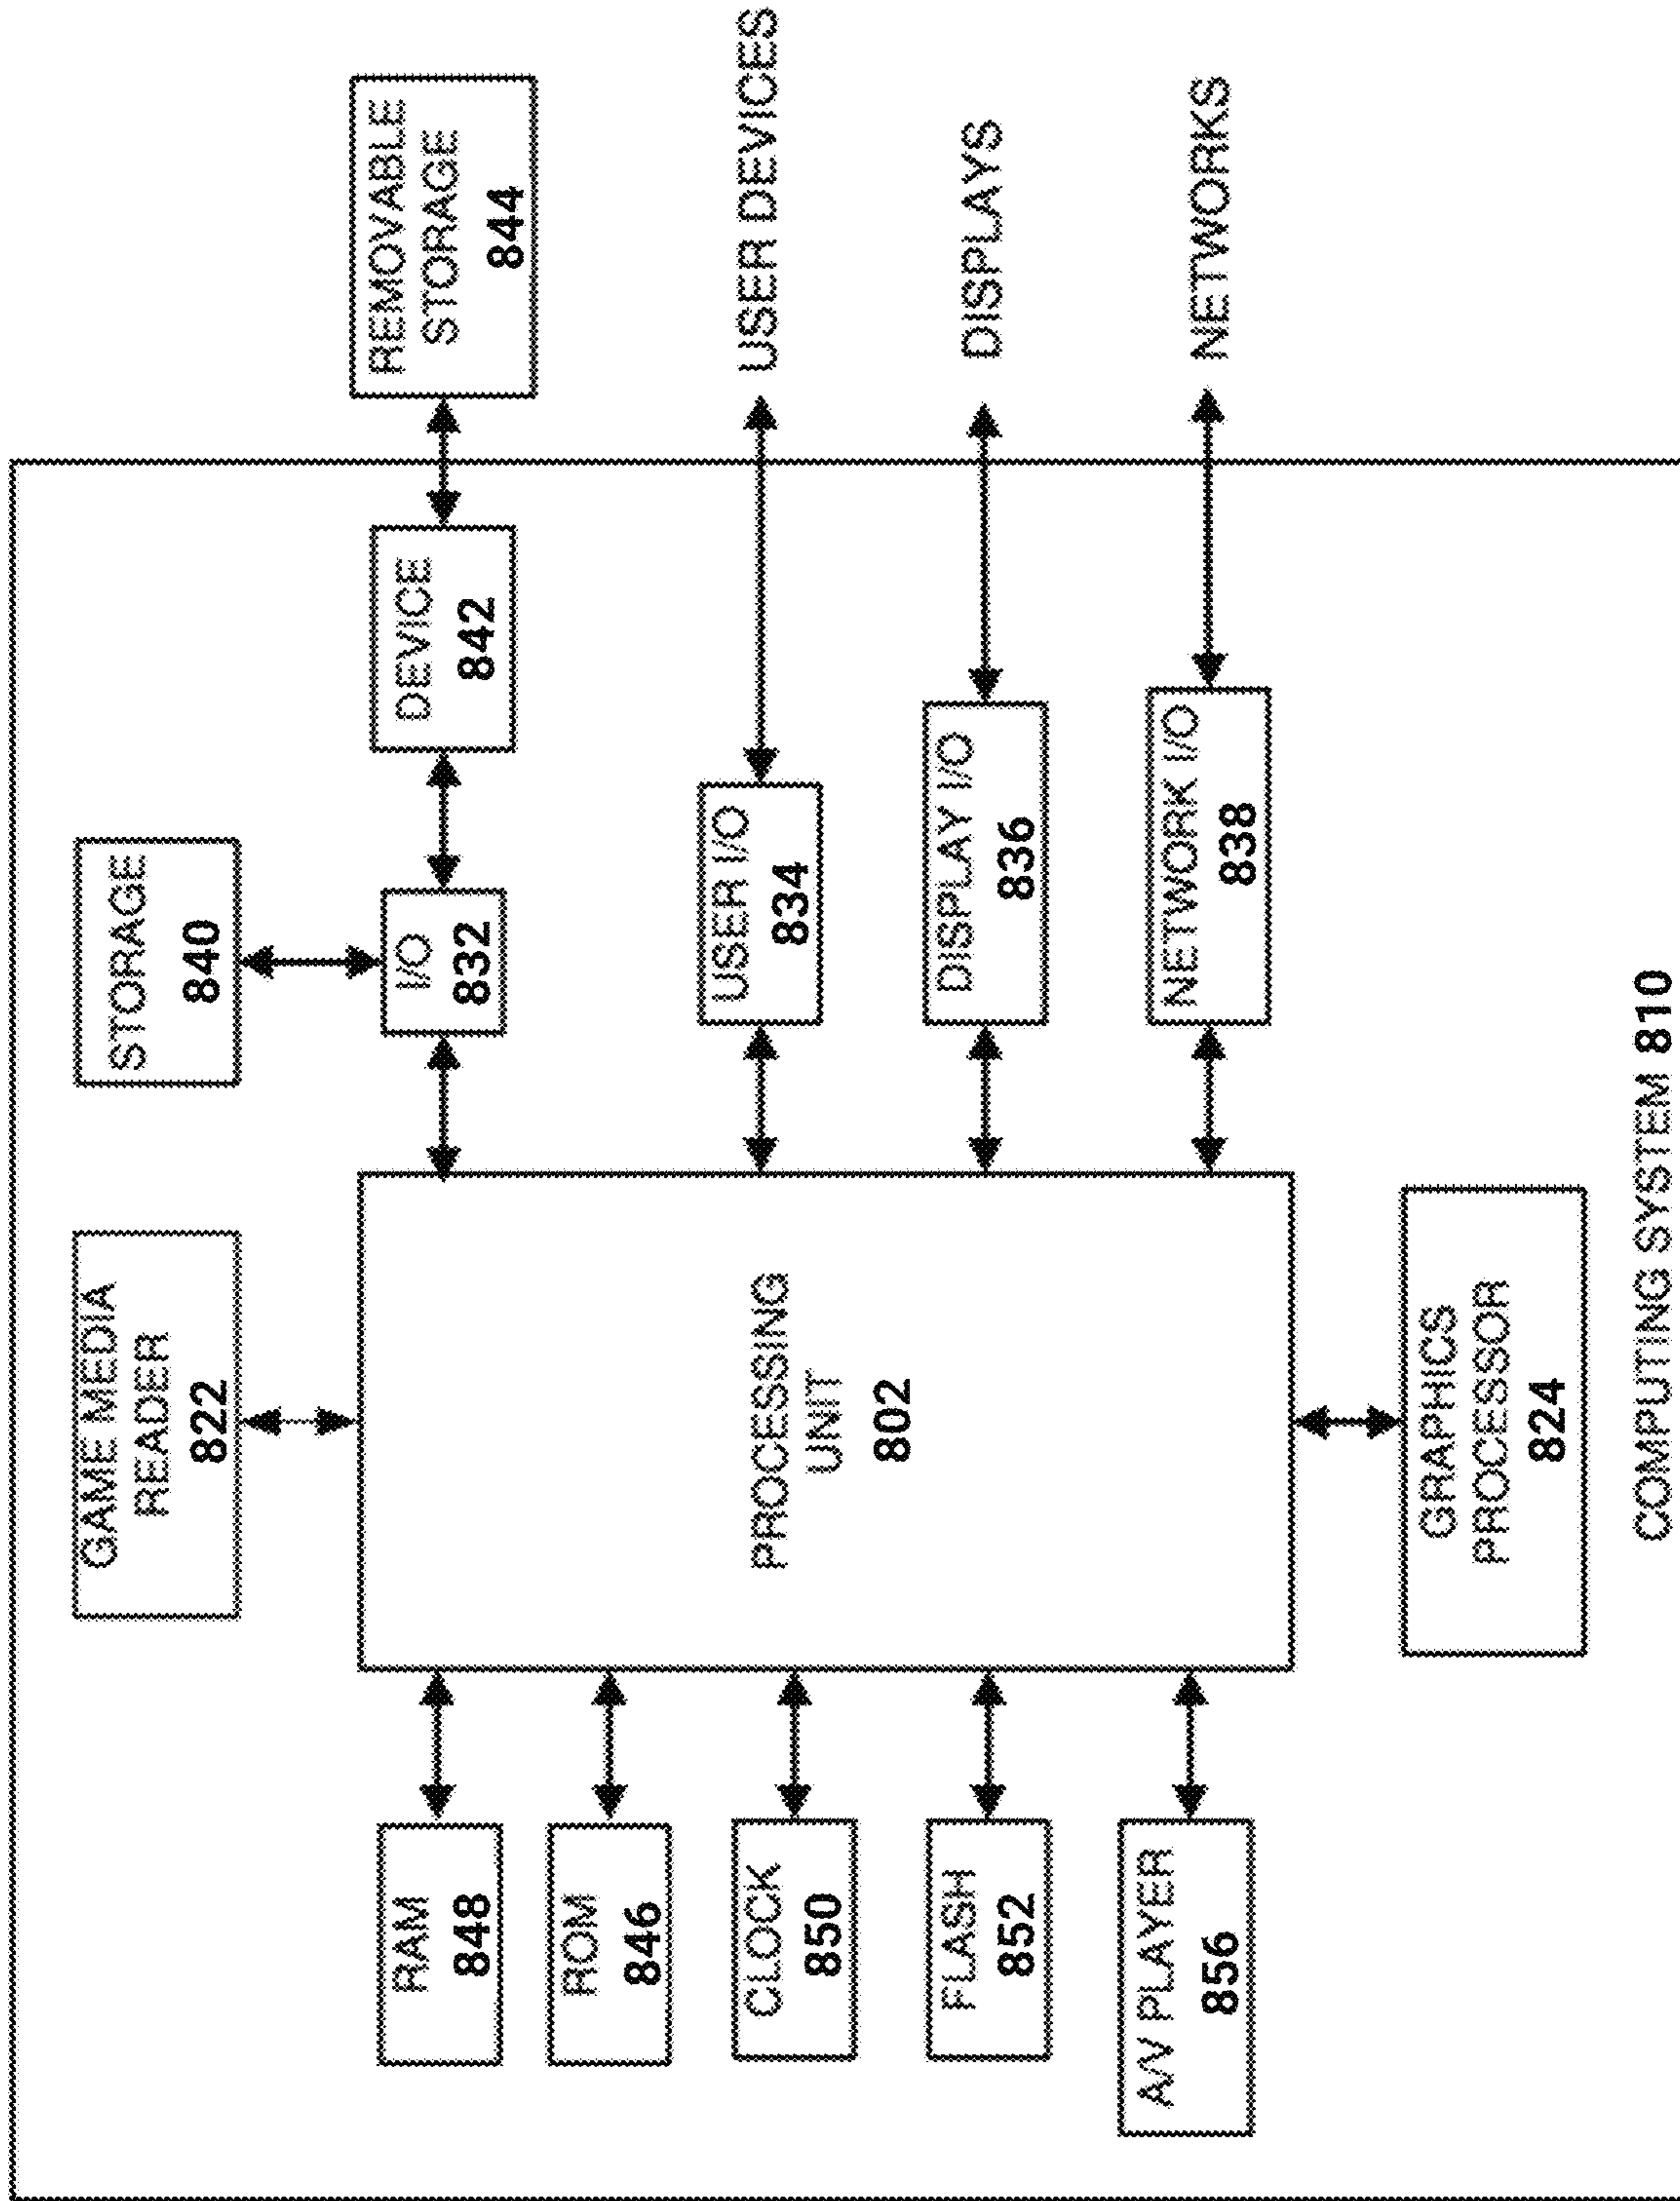 GAME MEDIA
READER
822
STORAGE
840
RAM
848
ROM
846
CLOCK
850
FLASH
852
A/V PLAYER
856
PROCESSING
UNIT
802
I/O
832
DEVICE
842
REMOVABLE
STORAGE
844
USER I/O
834
USER DEVICES
DISPLAY I/O
836
DISPLAYS
NETWORK I/O
838
NETWORKS
GRAPHICS
PROCESSOR
824
COMPUTING SYSTEM 810